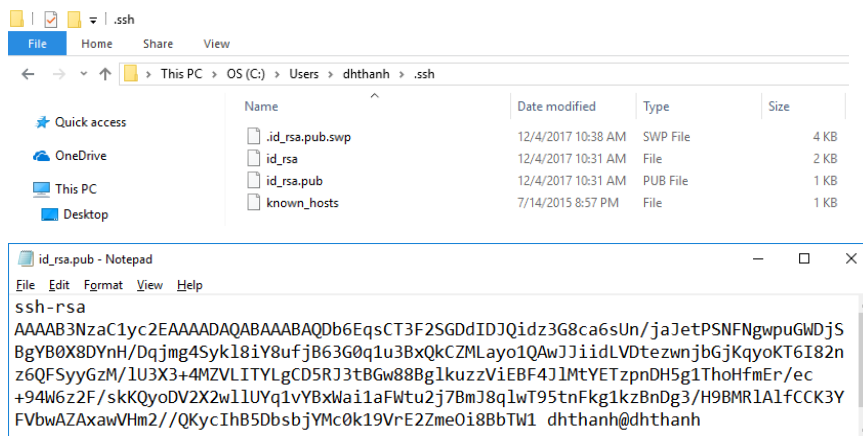 .ssh
File Home Share View
This PC > OS (C:) > Users > dhthanh > .ssh
Name Date modified Type Size
Quick access
OneDrive
This PC
Desktop
.id_rsa.pub.swp 12/4/2017 10:38 AM SWP File 4 KB
id_rsa 12/4/2017 10:31 AM File 2 KB
id_rsa.pub 12/4/2017 10:31 AM PUB File 1 KB
known_hosts 7/14/2015 8:57 PM File 1 KB
id_rsa.pub - Notepad
File Edit Format View Help
ssh-rsa
AAAAB3NzaC1yc2EAAAADAQABAAABAQDb6EqsCT3F2SGDdIDJQidz3G8ca6sUn/jaJetPSNFNgwpuGWDjS
BgYB0X8DYnH/Dqjmg4Sykl8iY8ufjB63G0q1u3BxQkCZMLayo1QAwJJiidLVDtezwnjbGjKqyoKT6I82n
z6QFSyyGzM/lU3X3+4MZVLITYLgCD5RJ3tBGw88BglkuzzViEBF4JlMtYETzpnDH5g1ThoHfmEr/ec
+94W6z2F/skKQyoDV2X2wllUYq1vYBxWai1aFWtu2j7BmJ8qlwT95tnFkg1kzBnDg3/H9BMRlAlfCCK3Y
FVbwAZAxawVHm2//QKycIhB5DbsbjYMc0k19VrE2ZmeOi8BbTW1 dhthanh@dhthanh